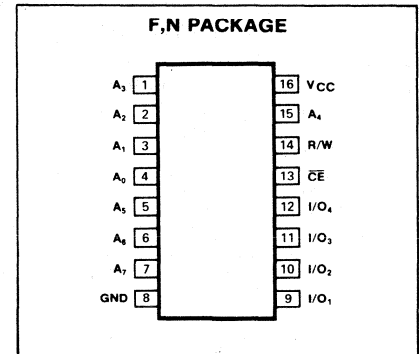 F,N PACKAGE
A₃ 1 16 VCC
A₂ 2 15 A₄
A₁ 3 14 R/W
A₀ 4 13 C̅E̅
A₅ 5 12 I/O₄
A₆ 6 11 I/O₃
A₇ 7 10 I/O₂
GND 8 9 I/O₁